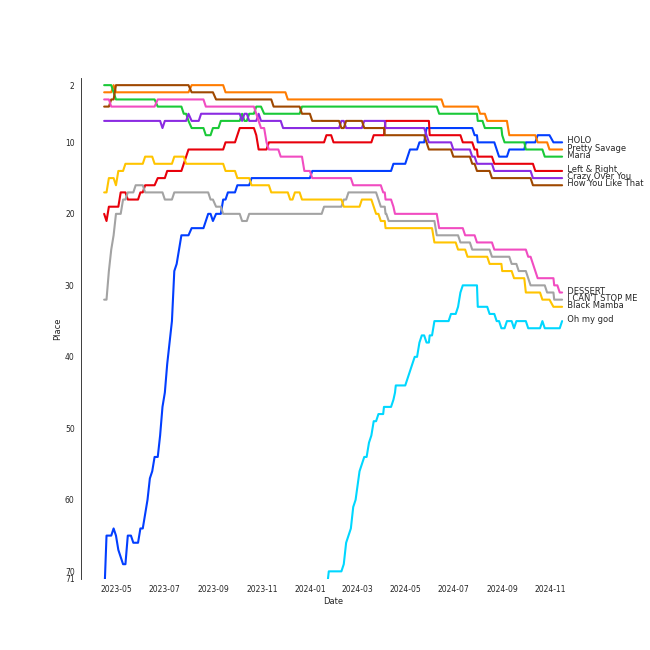 2
10
20
30
40
50
60
70
71
Place
2023-05 2023-07 2023-09 2023-11 2024-01 2024-03 2024-05 2024-07 2024-09 2024-11
Date
HOLO
Pretty Savage
Maria
Left & Right
Crazy Over You
How You Like That
DESSERT
I CAN'T STOP ME
Black Mamba
Oh my god